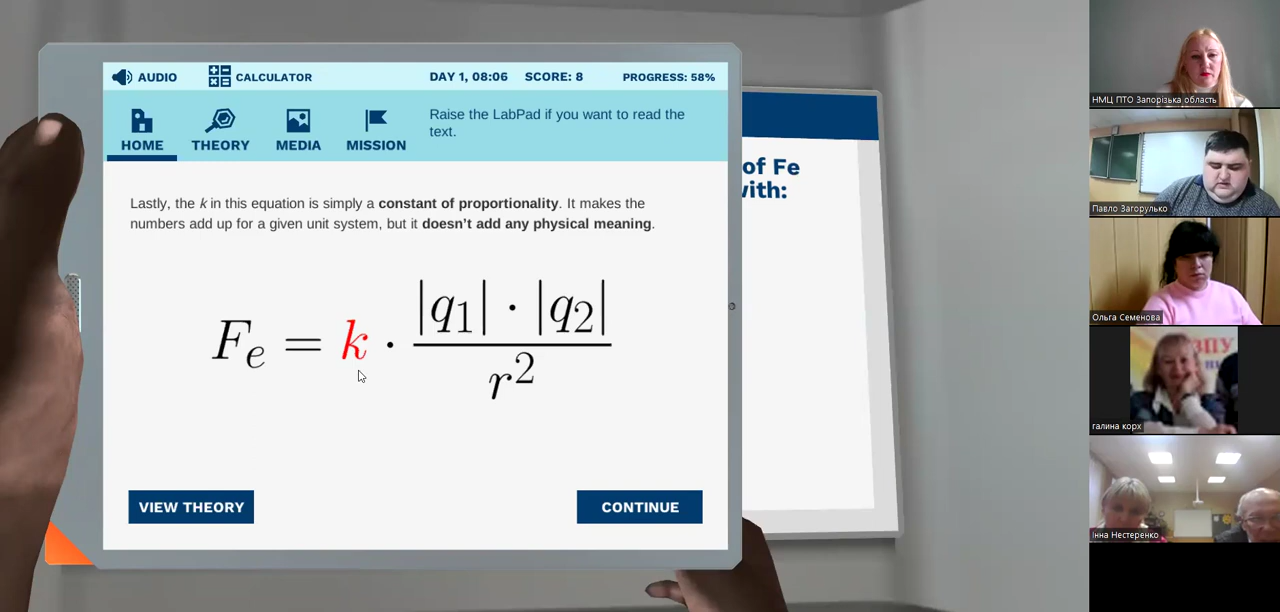 AUDIO
CALCULATOR
DAY 1, 08:06
SCORE: 8
PROGRESS: 58%
HOME
THEORY
MEDIA
MISSION
Raise the LabPad if you want to read the
text.
Lastly, the k in this equation is simply a constant of proportionality. It makes the
numbers add up for a given unit system, but it doesn't add any physical meaning.
Fe = k · |q1| · |q2| / r²
VIEW THEORY
CONTINUE
of Fe
with:
НМЦ ПТО Запорізька область
Павло Загорулько
Ольга Семенова
галина корх
Інна Нестеренко